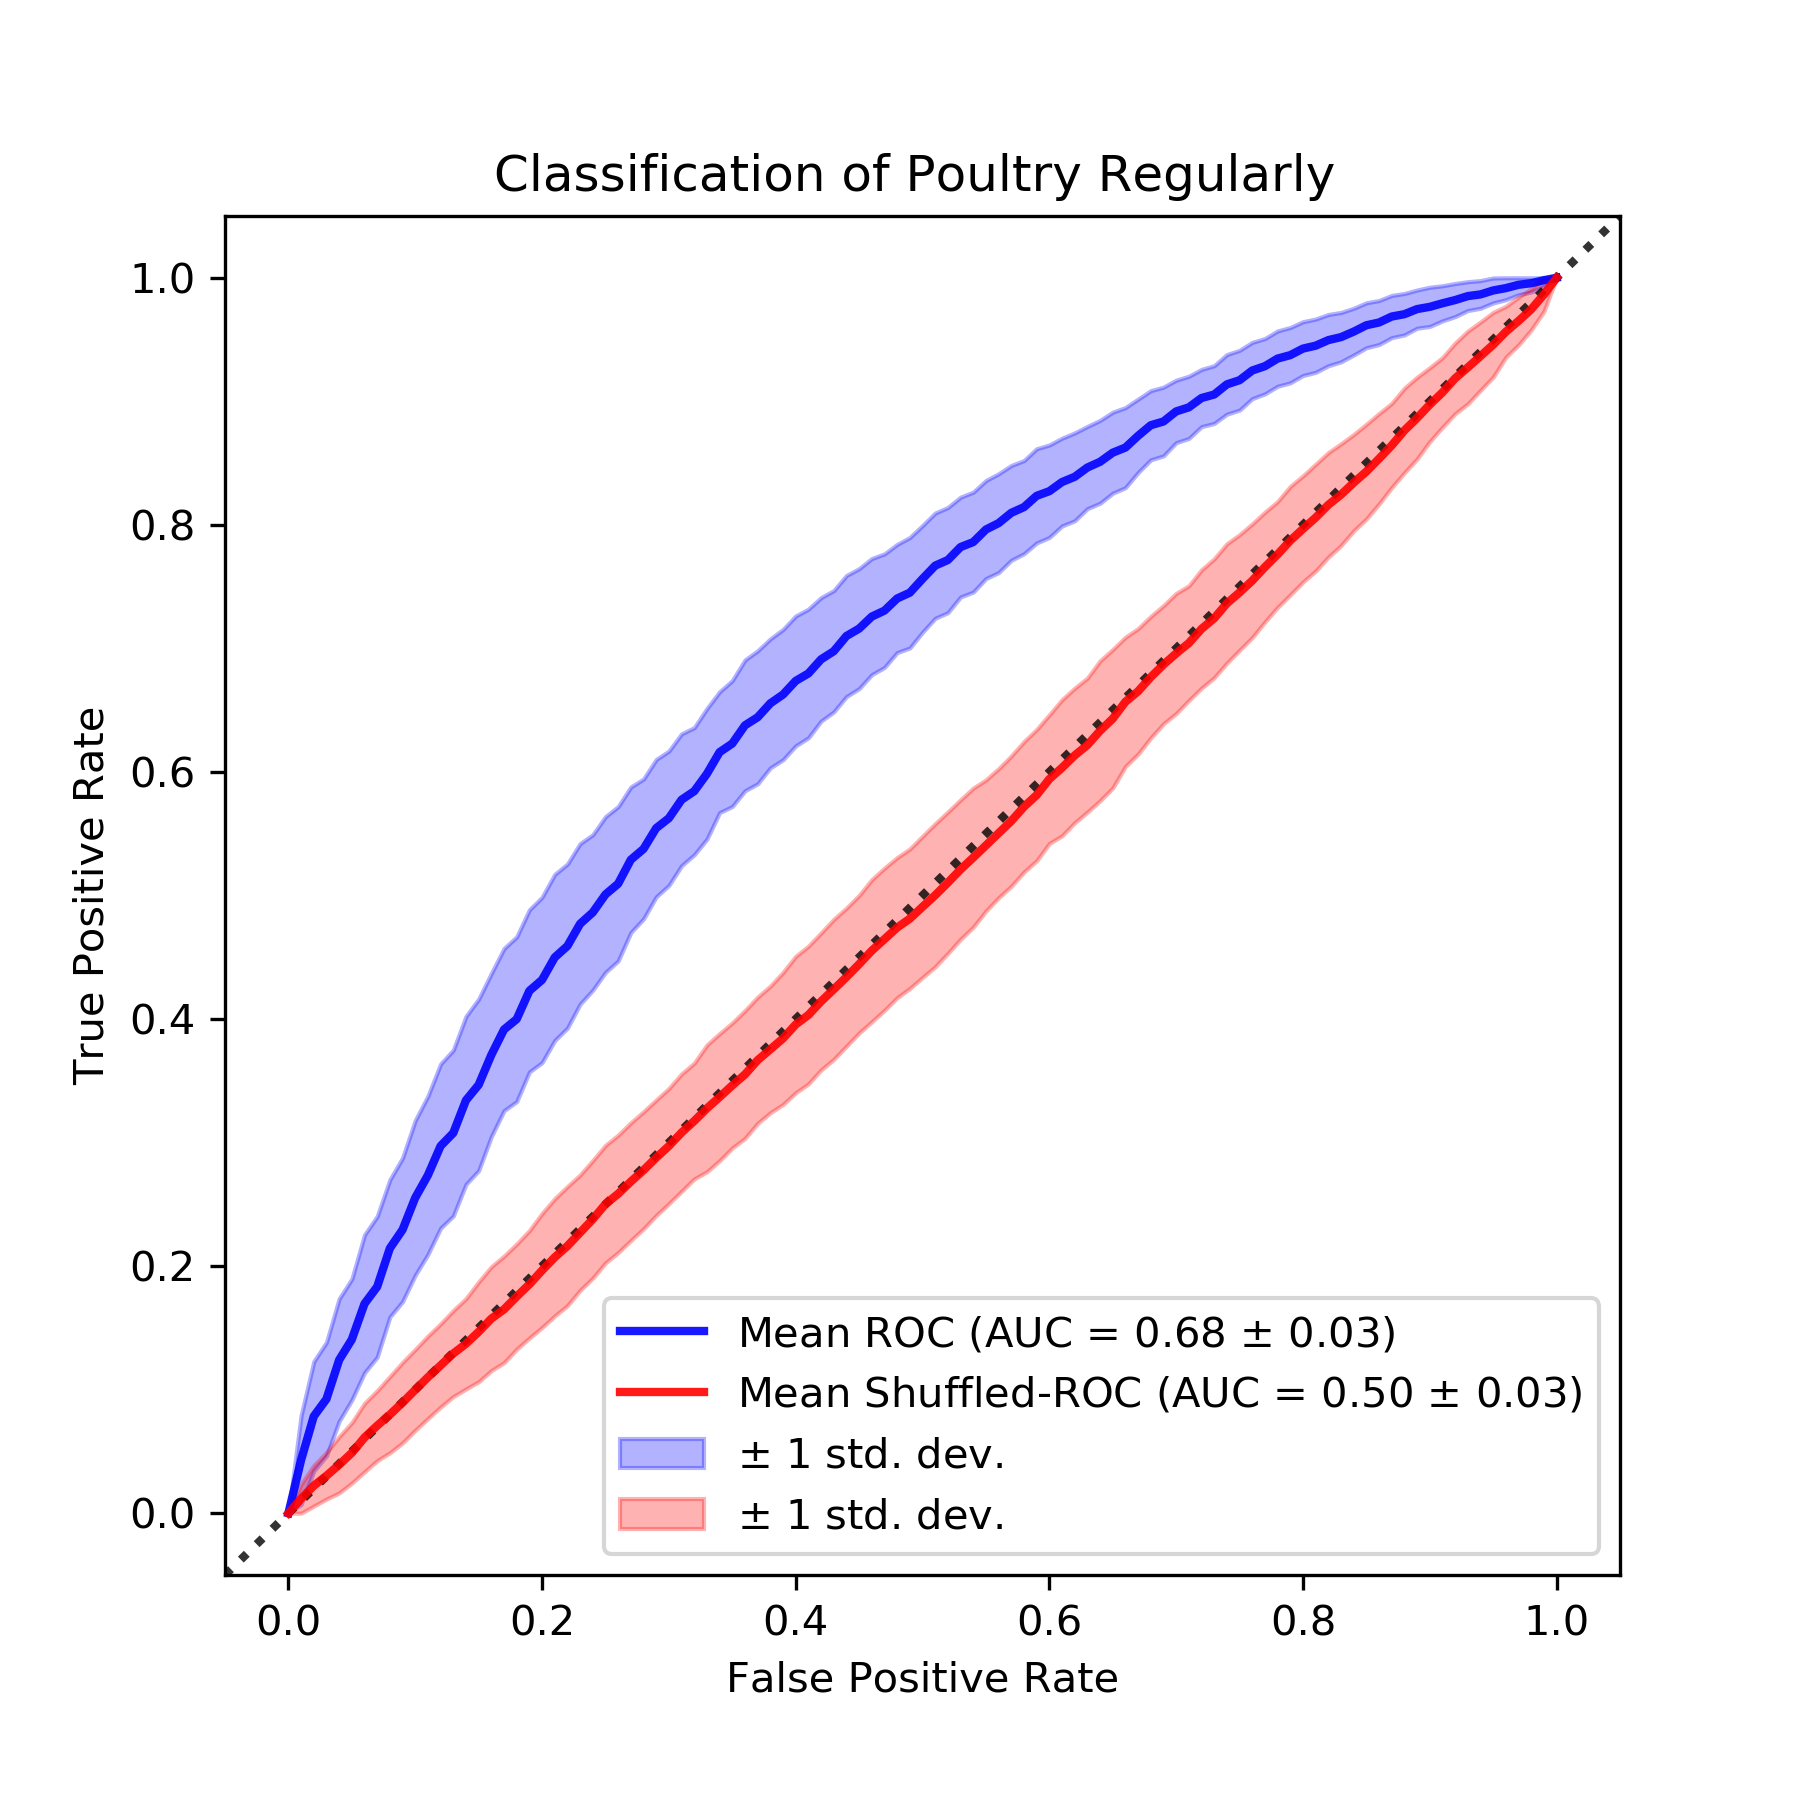 Classification of Poultry Regularly
1.0
0.8
0.6
0.4
0.2
0.0
True Positive Rate
Mean ROC (AUC = 0.68 ± 0.03)
Mean Shuffled-ROC (AUC = 0.50 ± 0.03)
± 1 std. dev.
± 1 std. dev.
0.0 0.2 0.4 0.6 0.8 1.0
False Positive Rate